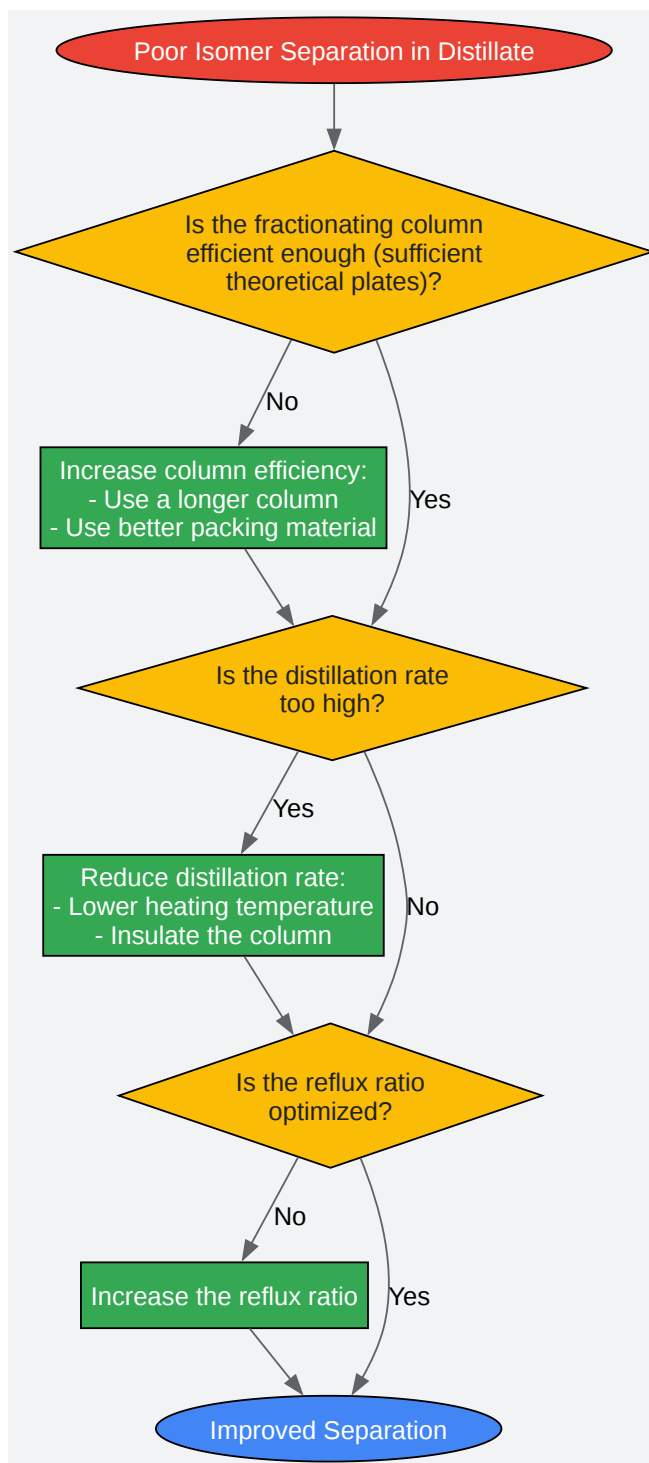 Poor Isomer Separation in Distillate
Is the fractionating column
efficient enough (sufficient
theoretical plates)?
No
Increase column efficiency:
- Use a longer column
- Use better packing material
Yes
Is the distillation rate
too high?
Yes
Reduce distillation rate:
- Lower heating temperature
- Insulate the column
No
Is the reflux ratio
optimized?
No
Increase the reflux ratio
Yes
Improved Separation